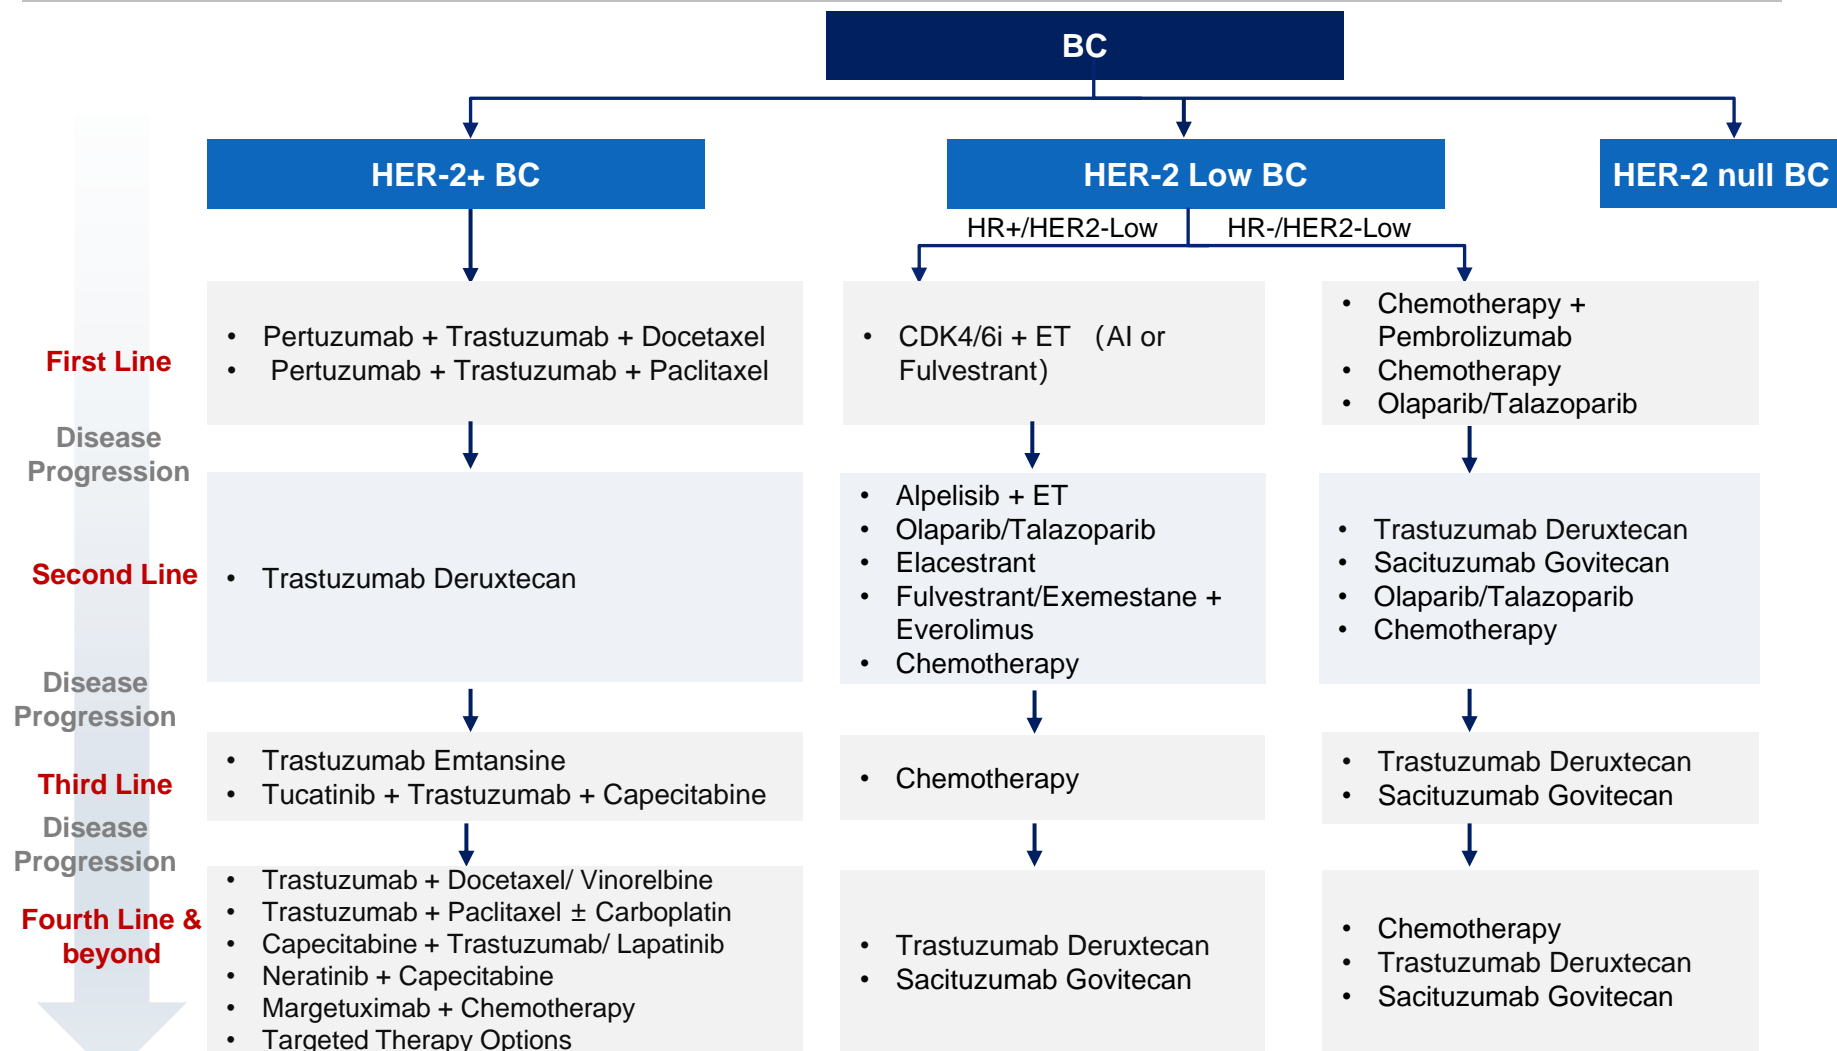 BC
HER-2+ BC
HER-2 Low BC
HER-2 null BC
HR+/HER2-Low
HR-/HER2-Low
First Line
• Pertuzumab + Trastuzumab + Docetaxel
• Pertuzumab + Trastuzumab + Paclitaxel
• CDK4/6i + ET （AI or
Fulvestrant）
• Chemotherapy +
Pembrolizumab
• Chemotherapy
• Olaparib/Talazoparib
Disease
Progression
Second Line
• Trastuzumab Deruxtecan
• Alpelisib + ET
• Olaparib/Talazoparib
• Elacestrant
• Fulvestrant/Exemestane +
Everolimus
• Chemotherapy
• Trastuzumab Deruxtecan
• Sacituzumab Govitecan
• Olaparib/Talazoparib
• Chemotherapy
Disease
Progression
Third Line
• Trastuzumab Emtansine
• Tucatinib + Trastuzumab + Capecitabine
• Chemotherapy
• Trastuzumab Deruxtecan
• Sacituzumab Govitecan
Disease
Progression
Fourth Line &
beyond
• Trastuzumab + Docetaxel/ Vinorelbine
• Trastuzumab + Paclitaxel ± Carboplatin
• Capecitabine + Trastuzumab/ Lapatinib
• Neratinib + Capecitabine
• Margetuximab + Chemotherapy
• Targeted Therapy Options
• Trastuzumab Deruxtecan
• Sacituzumab Govitecan
• Chemotherapy
• Trastuzumab Deruxtecan
• Sacituzumab Govitecan